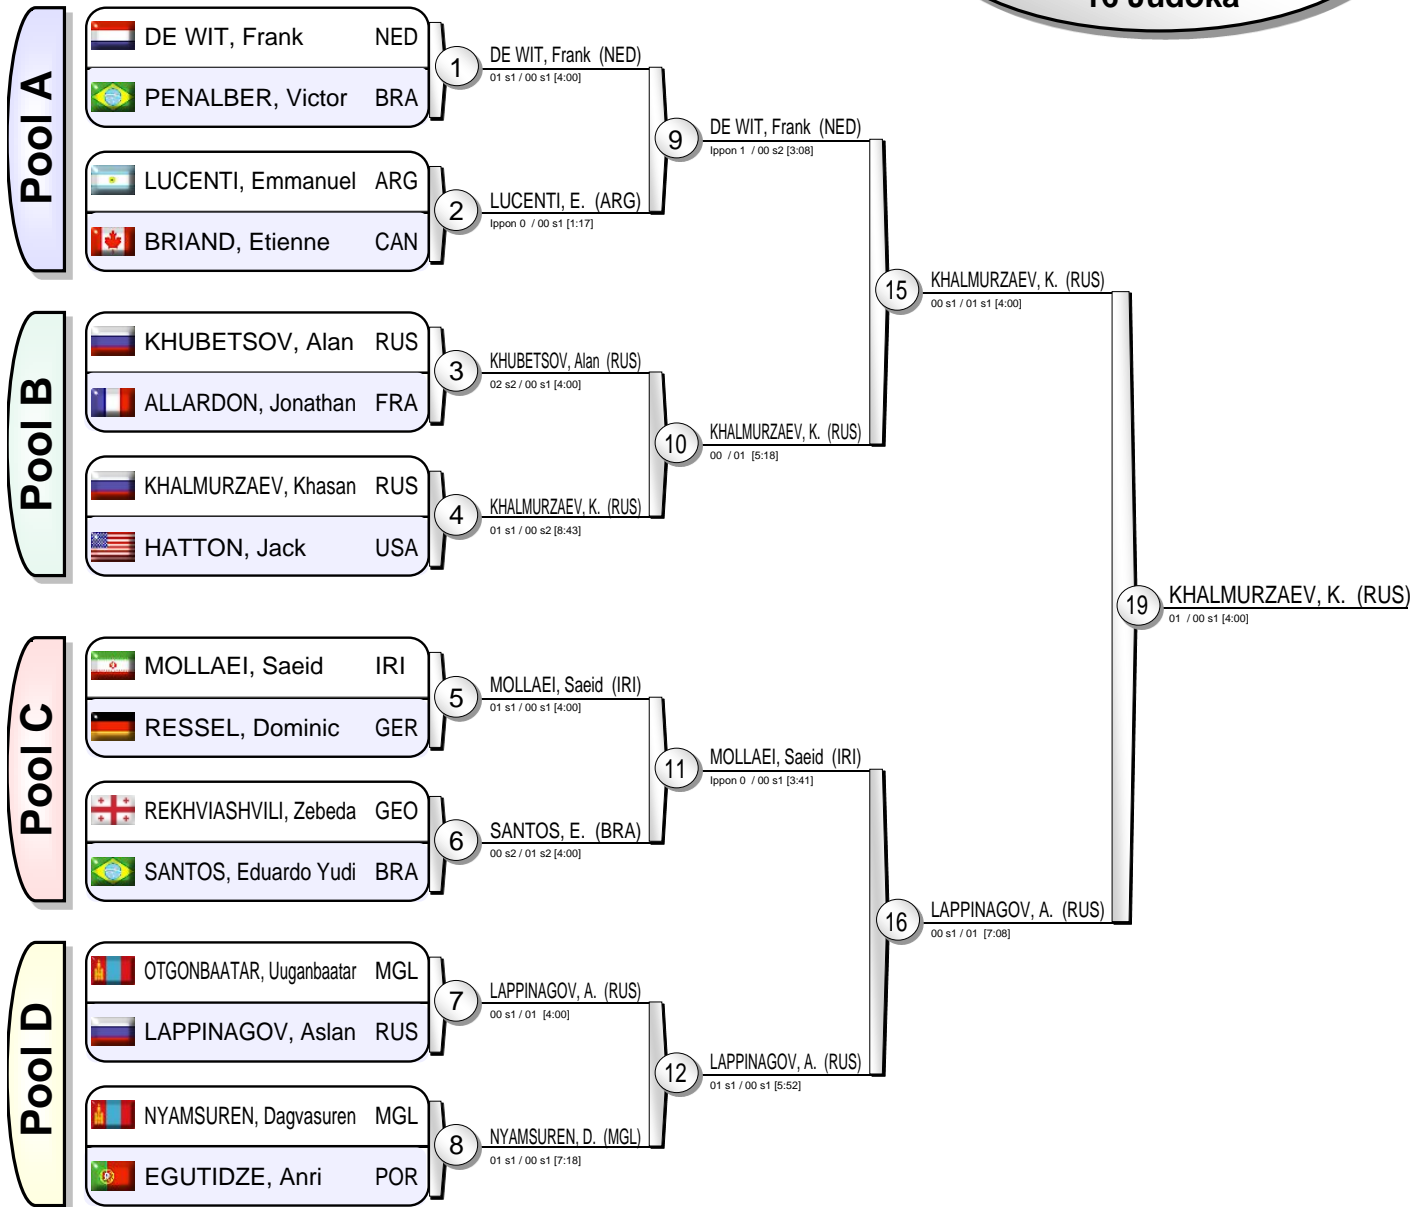 16 Judoka
Pool A
DE WIT, Frank NED
PENALBER, Victor BRA
LUCENTI, Emmanuel ARG
BRIAND, Etienne CAN
1
DE WIT, Frank (NED)
01 s1 / 00 s1 [4:00]
2
LUCENTI, E. (ARG)
Ippon 0 / 00 s1 [1:17]
9
DE WIT, Frank (NED)
Ippon 1 / 00 s2 [3:08]
Pool B
KHUBETSOV, Alan RUS
ALLARDON, Jonathan FRA
KHALMURZAEV, Khasan RUS
HATTON, Jack USA
3
KHUBETSOV, Alan (RUS)
02 s2 / 00 s1 [4:00]
4
KHALMURZAEV, K. (RUS)
01 s1 / 00 s2 [8:43]
10
KHALMURZAEV, K. (RUS)
00 / 01 [5:18]
15
KHALMURZAEV, K. (RUS)
00 s1 / 01 s1 [4:00]
19
KHALMURZAEV, K. (RUS)
01 / 00 s1 [4:00]
Pool C
MOLLAEI, Saeid IRI
RESSEL, Dominic GER
REKHVIASHVILI, Zebeda GEO
SANTOS, Eduardo Yudi BRA
5
MOLLAEI, Saeid (IRI)
01 s1 / 00 s1 [4:00]
6
SANTOS, E. (BRA)
00 s2 / 01 s2 [4:00]
11
MOLLAEI, Saeid (IRI)
Ippon 0 / 00 s1 [3:41]
Pool D
OTGONBAATAR, Uuganbaatar MGL
LAPPINAGOV, Aslan RUS
NYAMSUREN, Dagvasuren MGL
EGUTIDZE, Anri POR
7
LAPPINAGOV, A. (RUS)
00 s1 / 01 [4:00]
8
NYAMSUREN, D. (MGL)
01 s1 / 00 s1 [7:18]
12
LAPPINAGOV, A. (RUS)
01 s1 / 00 s1 [5:52]
16
LAPPINAGOV, A. (RUS)
00 s1 / 01 [7:08]